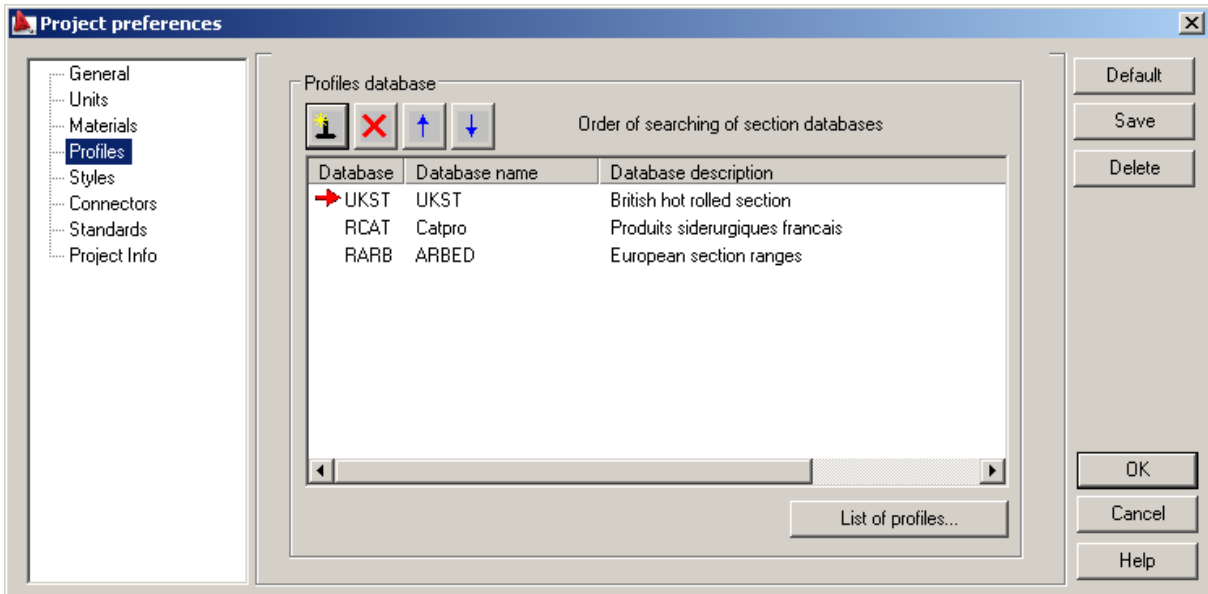 Project preferences
General
Units
Materials
Profiles
Styles
Connectors
Standards
Project Info
Profiles database
Order of searching of section databases
Database Database name Database description
UKST UKST British hot rolled section
RCAT Catpro Produits siderurgiques francais
RARB ARBED European section ranges
List of profiles...
Default
Save
Delete
OK
Cancel
Help